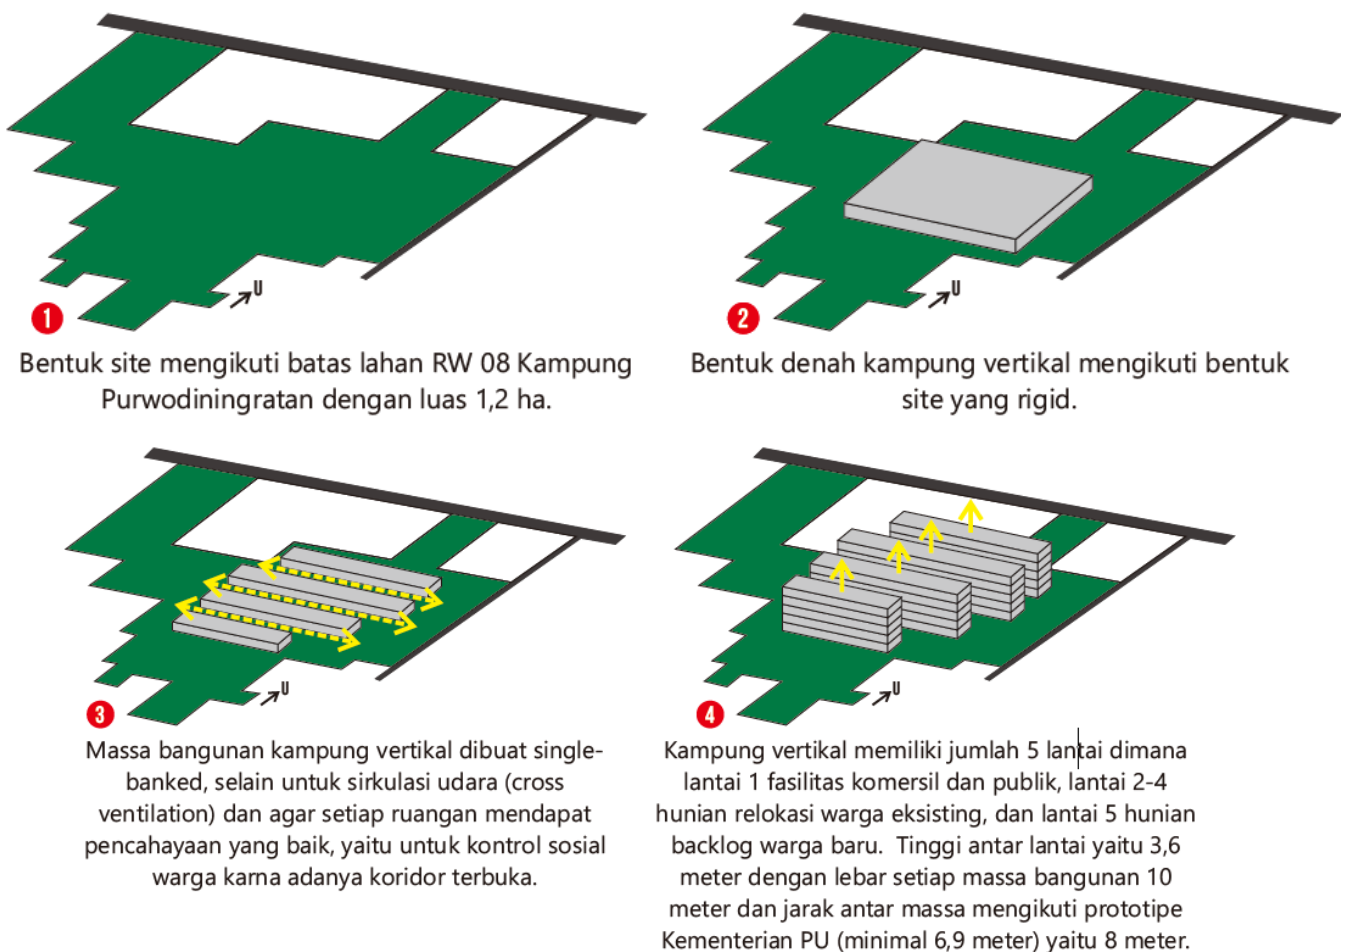 U
1
Bentuk site mengikuti batas lahan RW 08 Kampung
Purwodiningratan dengan luas 1,2 ha.
U
2
Bentuk denah kampung vertikal mengikuti bentuk
site yang rigid.
U
3
Massa bangunan kampung vertikal dibuat single-
banked, selain untuk sirkulasi udara (cross
ventilation) dan agar setiap ruangan mendapat
pencahayaan yang baik, yaitu untuk kontrol sosial
warga karna adanya koridor terbuka.
U
4
Kampung vertikal memiliki jumlah 5 lantai dimana
lantai 1 fasilitas komersil dan publik, lantai 2-4
hunian relokasi warga eksisting, dan lantai 5 hunian
backlog warga baru. Tinggi antar lantai yaitu 3,6
meter dengan lebar setiap massa bangunan 10
meter dan jarak antar massa mengikuti prototipe
Kementerian PU (minimal 6,9 meter) yaitu 8 meter.